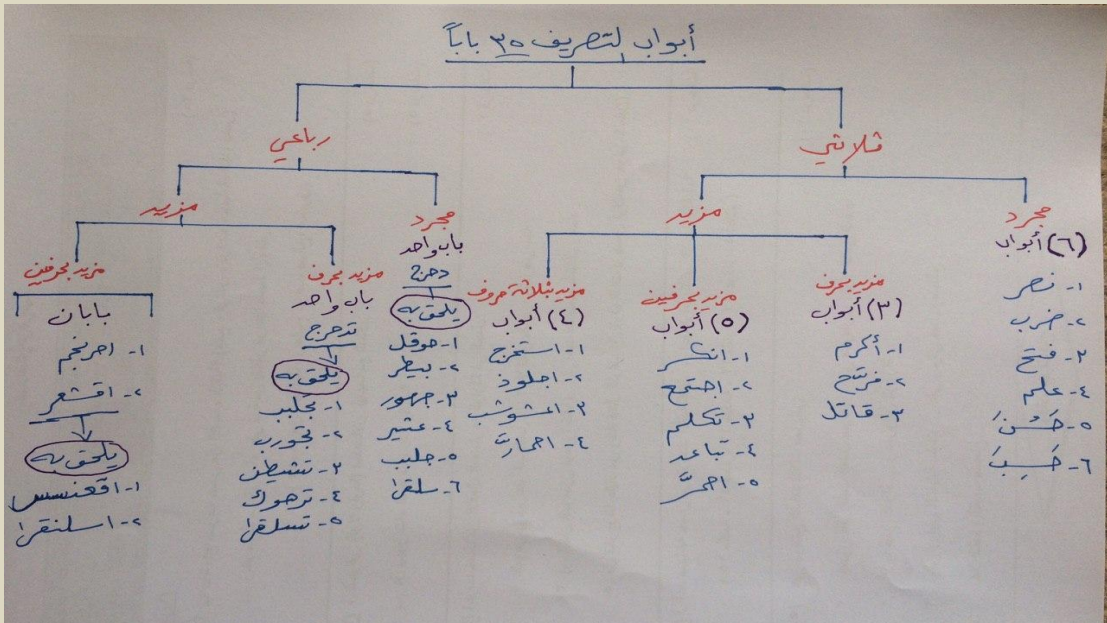 أبواب التصريف ٣٥ باباً
ثلاثي
مجرد
(٦) أبواب
١- نصر
٢- ضرب
٣- فتح
٤- علم
٥- حَسُنَ
٦- حَسِبَ
مزيد
مزيد بحرف
(٣) أبواب
١- أكرم
٢- فرّح
٣- قاتل
مزيد بحرفين
(٥) أبواب
١- انكسر
٢- اجتمع
٣- تكلم
٤- تباعد
٥- احمرَّ
مزيد بثلاثة حروف
(٤) أبواب
١- استخرج
٢- اجلوذ
٣- اعشوشب
٤- احمارَّ
رباعي
مجرد
باب واحد
دحرج
يلحق به
١- حوقل
٢- بيطر
٣- جهور
٤- عثير
٥- جلبب
٦- سلقى
مزيد
مزيد بحرف
باب واحد
تدحرج
يلحق به
١- تجلبب
٢- تجورب
٣- تشيطن
٤- ترهوك
٥- تسلقى
مزيد بحرفين
بابان
١- احرنجم
٢- اقشعر
يلحق به
١- اقعنسس
٢- اسلنقى